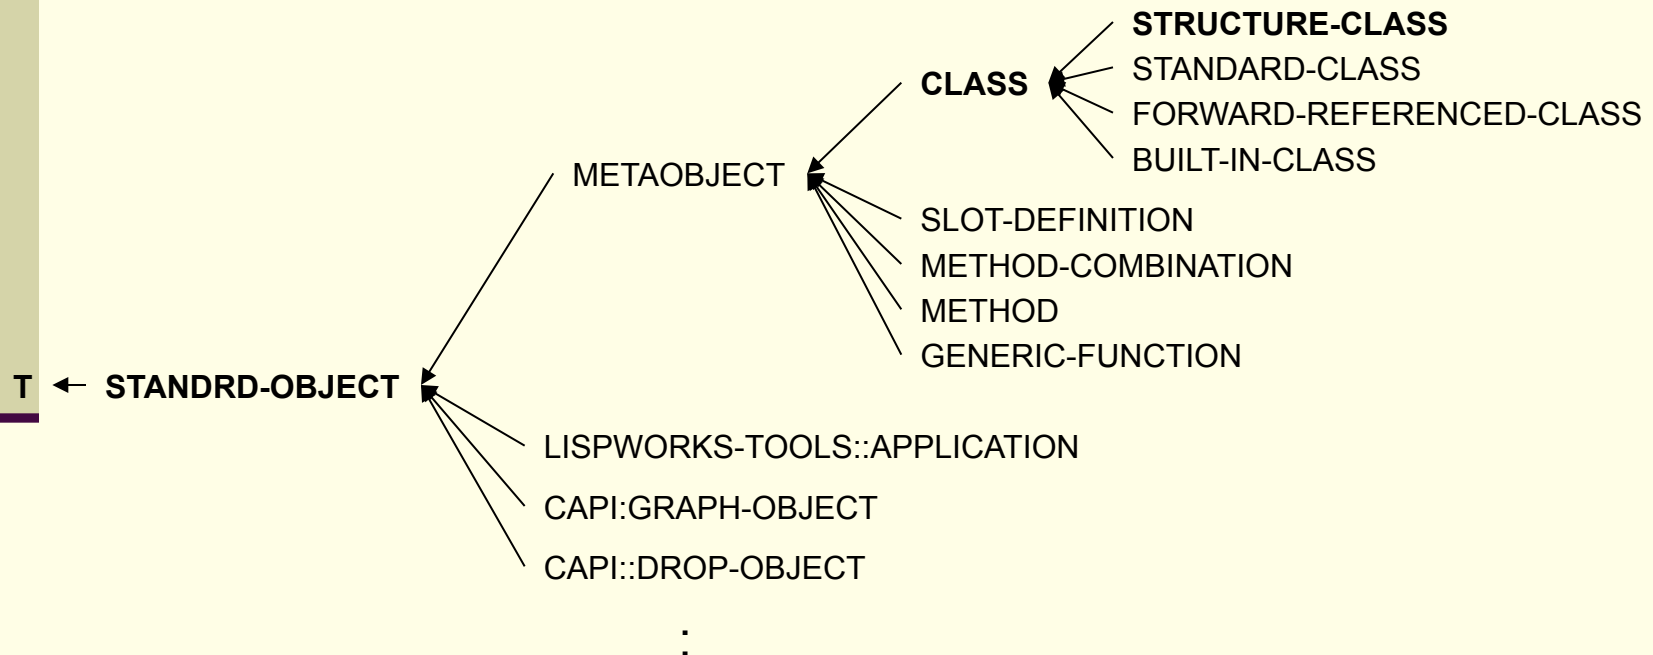 STRUCTURE-CLASS
STANDARD-CLASS
CLASS
FORWARD-REFERENCED-CLASS
BUILT-IN-CLASS
METAOBJECT
SLOT-DEFINITION
METHOD-COMBINATION
METHOD
GENERIC-FUNCTION
T
STANDRD-OBJECT
LISPWORKS-TOOLS::APPLICATION
CAPI:GRAPH-OBJECT
CAPI::DROP-OBJECT
: